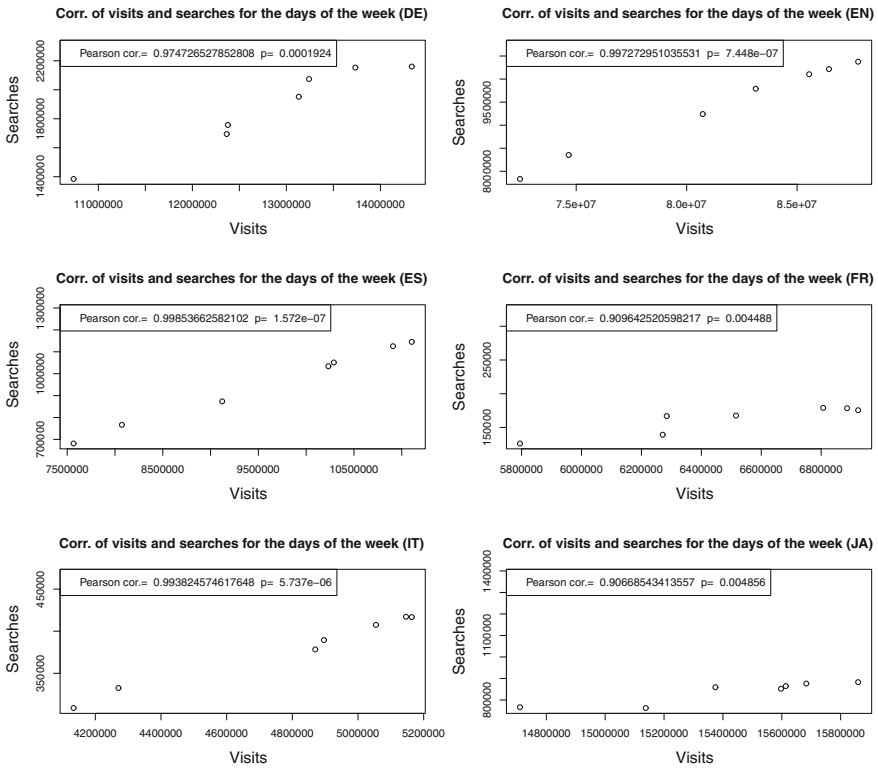 Corr. of visits and searches for the days of the week (DE)
Pearson cor.= 0.974726527852808 p= 0.0001924
Searches
1400000 1800000 2200000
11000000 12000000 13000000 14000000
Visits
Corr. of visits and searches for the days of the week (EN)
Pearson cor.= 0.997272951035531 p= 7.448e−07
Searches
8000000 9500000
7.5e+07 8.0e+07 8.5e+07
Visits
Corr. of visits and searches for the days of the week (ES)
Pearson cor.= 0.99853662582102 p= 1.572e−07
Searches
700000 1000000 1300000
7500000 8500000 9500000 10500000
Visits
Corr. of visits and searches for the days of the week (FR)
Pearson cor.= 0.909642520598217 p= 0.004488
Searches
150000 250000
5800000 6000000 6200000 6400000 6600000 6800000
Visits
Corr. of visits and searches for the days of the week (IT)
Pearson cor.= 0.993824574617648 p= 5.737e−06
Searches
350000 450000
4200000 4400000 4600000 4800000 5000000 5200000
Visits
Corr. of visits and searches for the days of the week (JA)
Pearson cor.= 0.90668543413557 p= 0.004856
Searches
800000 1100000 1400000
14800000 15000000 15200000 15400000 15600000 15800000
Visits